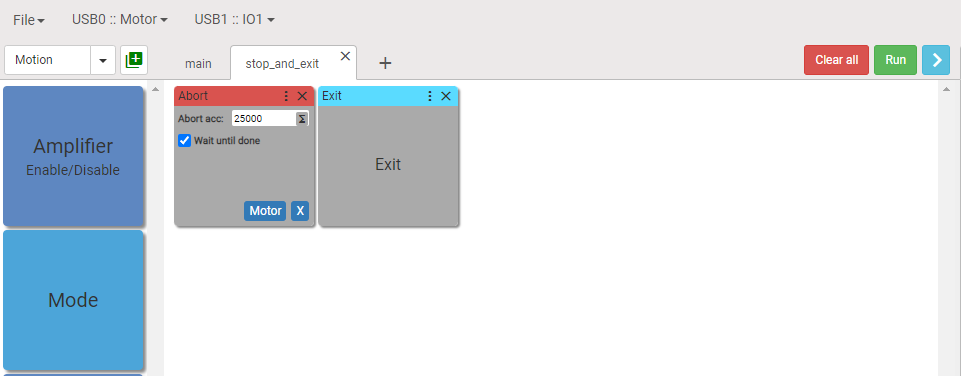 File USB0 :: Motor USB1 :: IO1
Motion main stop_and_exit + Clear all Run
Abort Exit
Abort acc: 25000
Wait until done
Amplifier
Enable/Disable
Exit
Motor X
Mode